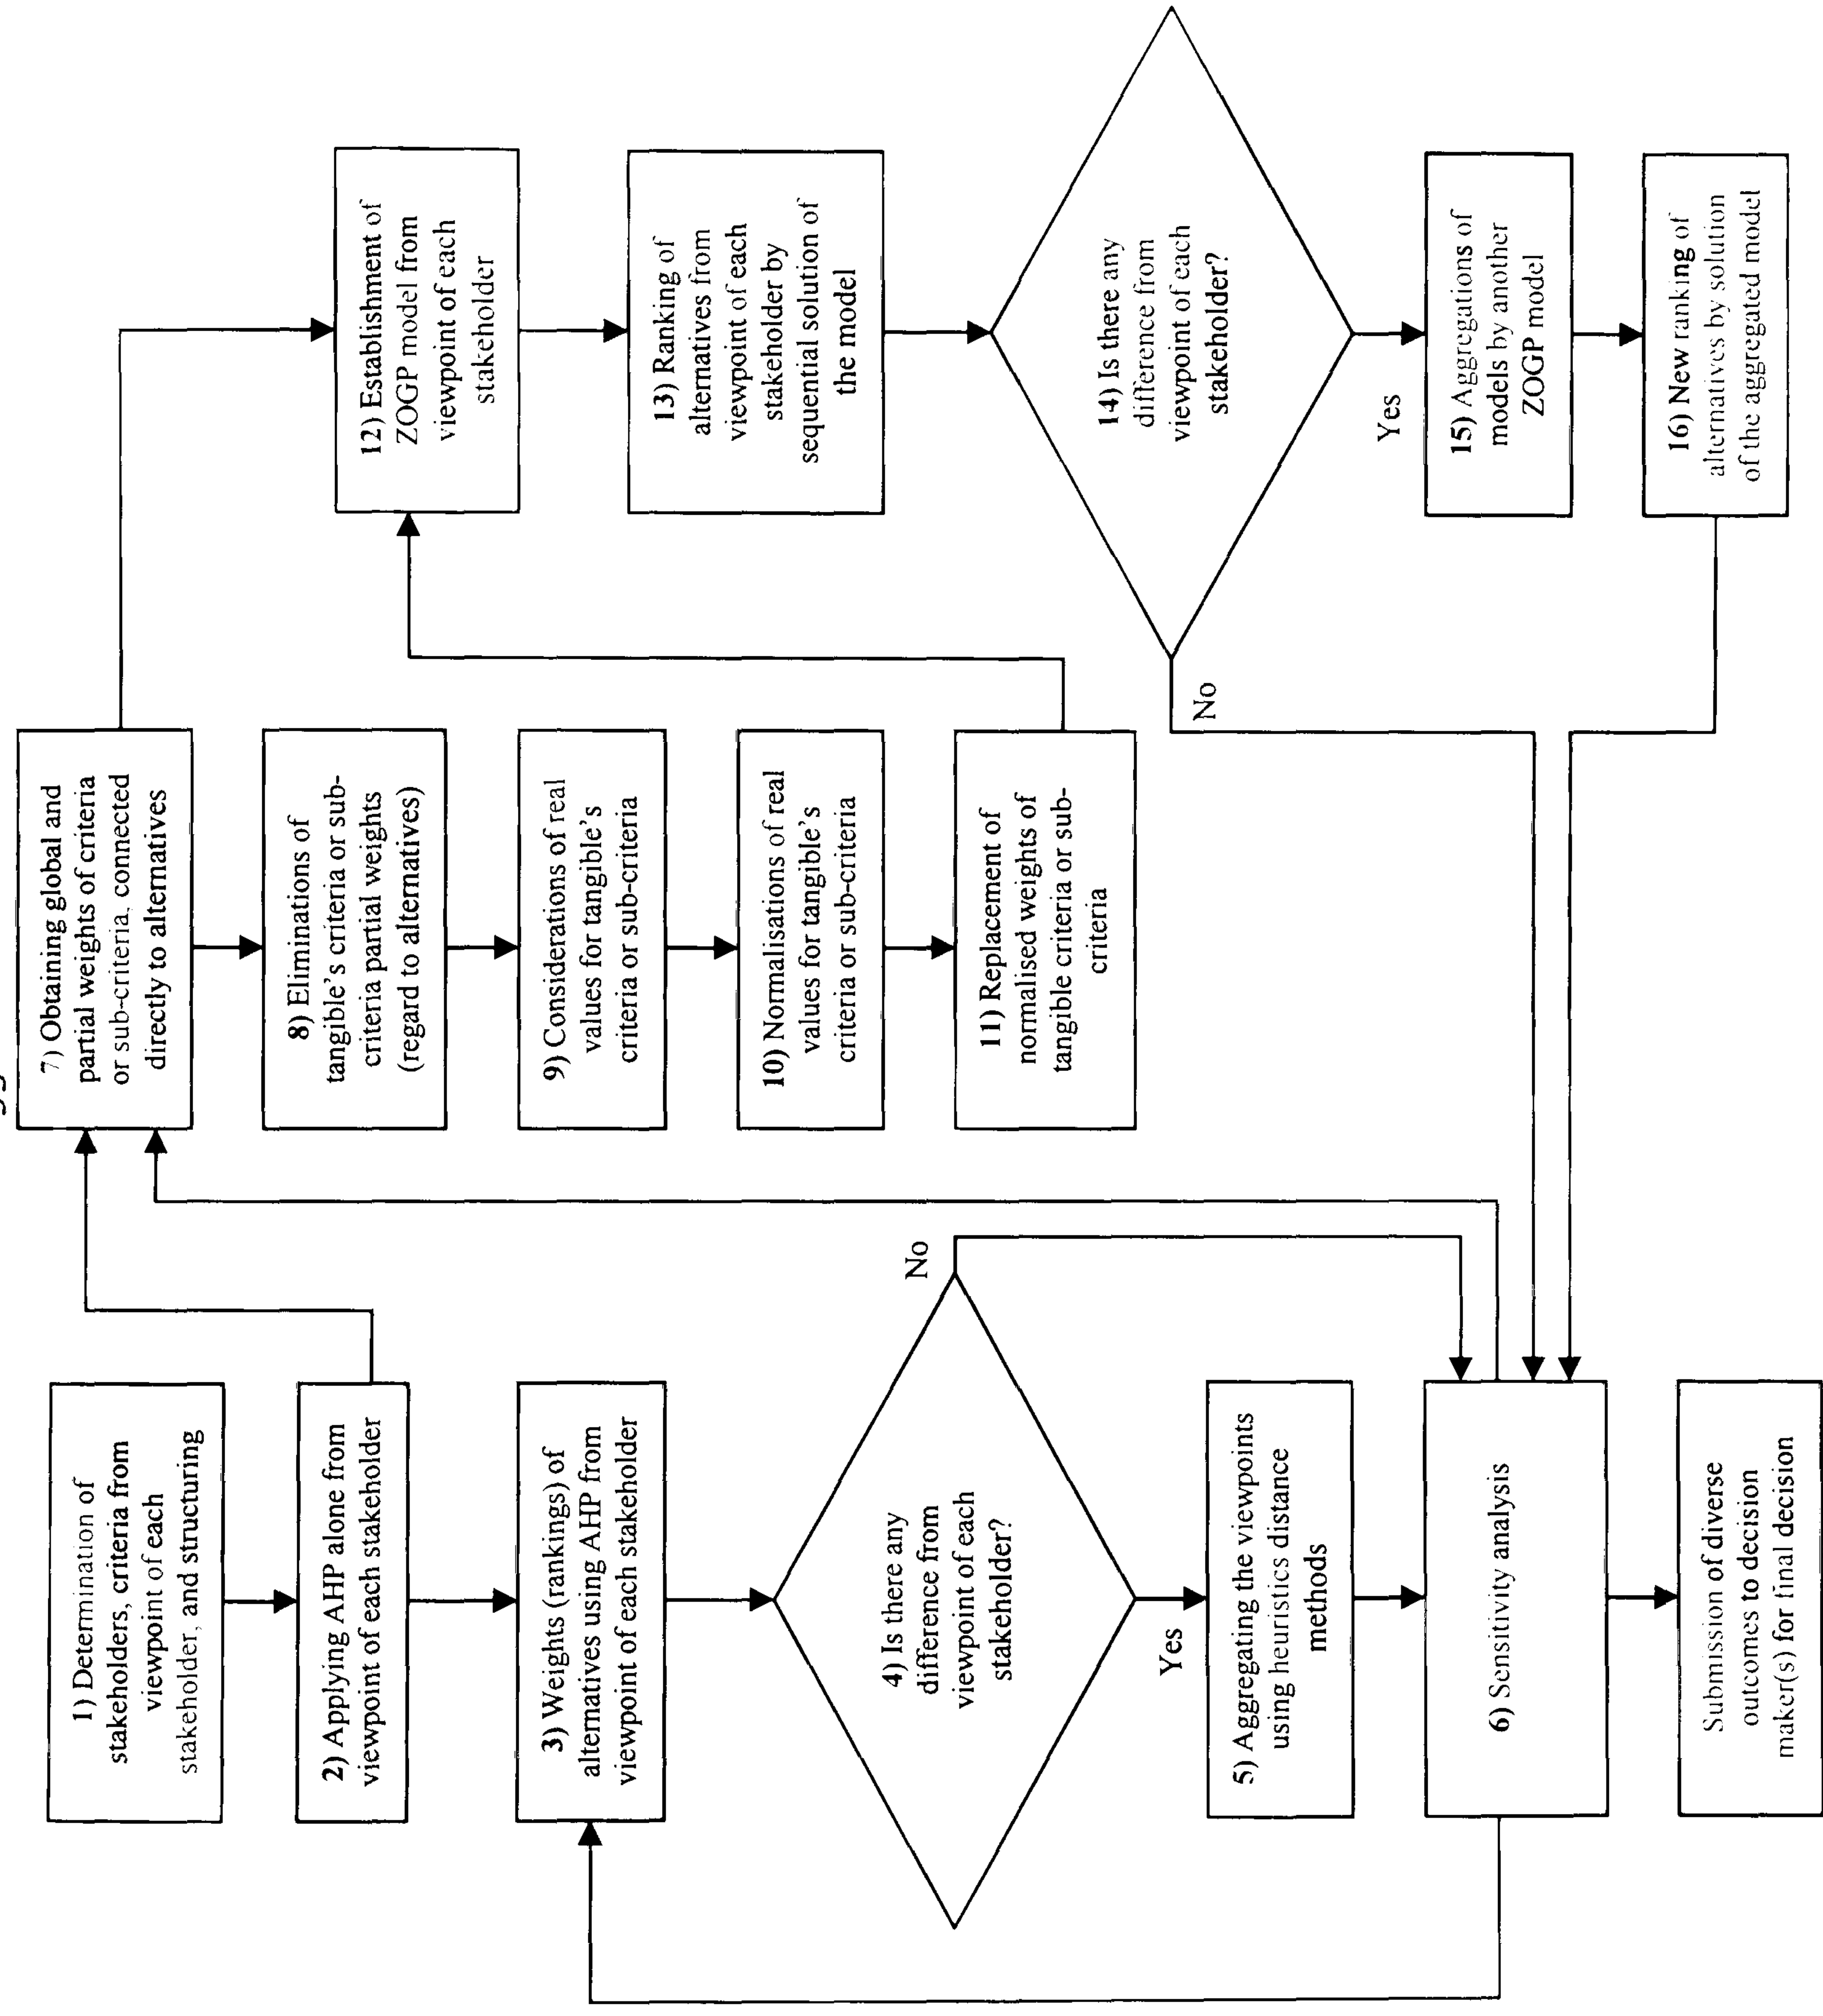 1) Determination of
stakeholders, criteria from
viewpoint of each
stakeholder, and structuring
2) Applying AHP alone from
viewpoint of each stakeholder
3) Weights (rankings) of
alternatives using AHP from
viewpoint of each stakeholder
4) Is there any
difference from
viewpoint of each
stakeholder?
No
Yes
5) Aggregating the viewpoints
using heuristics distance
methods
6) Sensitivity analysis
Submission of diverse
outcomes to decision
maker(s) for final decision
7) Obtaining global and
partial weights of criteria
or sub-criteria, connected
directly to alternatives
8) Eliminations of
tangible's criteria or sub-
criteria partial weights
(regard to alternatives)
9) Considerations of real
values for tangible's
criteria or sub-criteria
10) Normalisations of real
values for tangible's
criteria or sub-criteria
11) Replacement of
normalised weights of
tangible criteria or sub-
criteria
12) Establishment of
ZOGP model from
viewpoint of each
stakeholder
13) Ranking of
alternatives from
viewpoint of each
stakeholder by
sequential solution of
the model
14) Is there any
difference from
viewpoint of each
stakeholder?
No
Yes
15) Aggregations of
models by another
ZOGP model
16) New ranking of
alternatives by solution
of the aggregated model